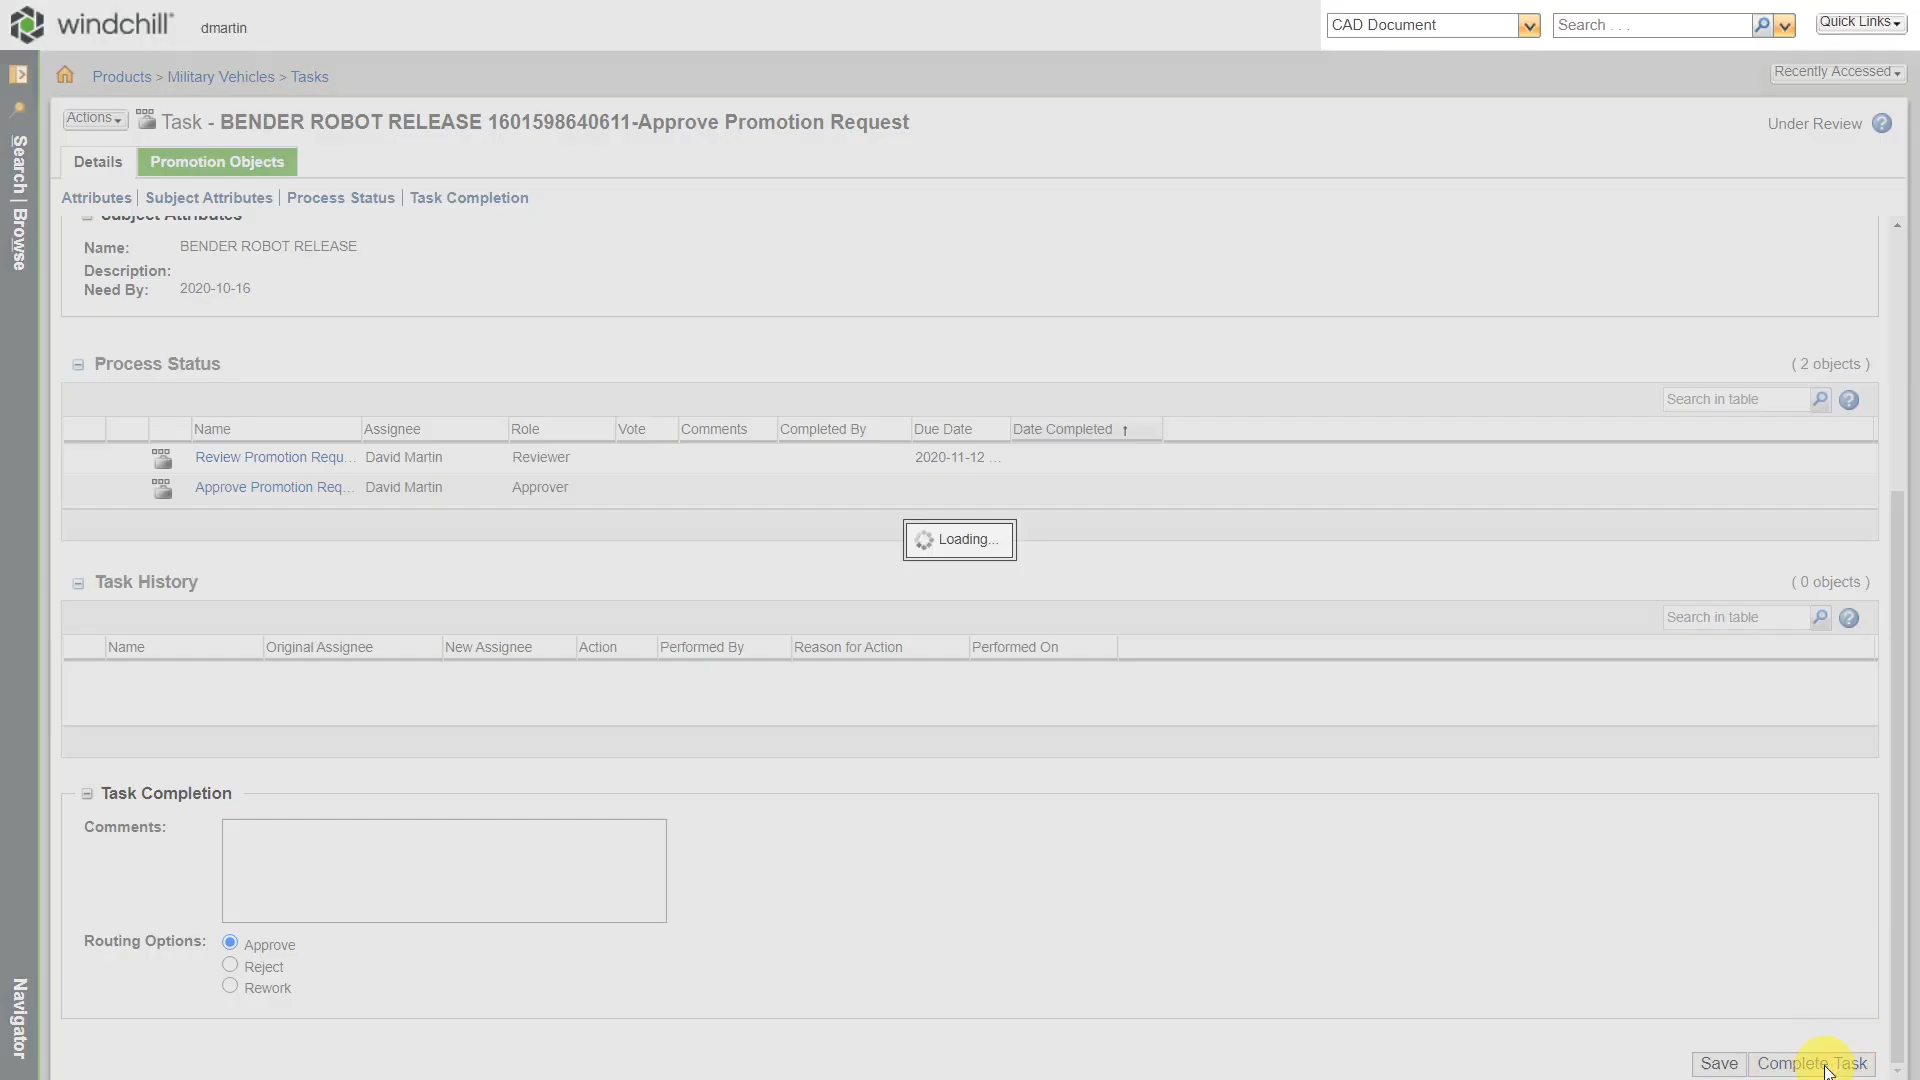 windchill
dmartin
CAD Document
Search . . .
Quick Links
Products > Military Vehicles > Tasks
Recently Accessed
Actions
Task - BENDER ROBOT RELEASE 1601598640611-Approve Promotion Request
Under Review
Details
Promotion Objects
Search | Browse
Attributes | Subject Attributes | Process Status | Task Completion
Subject Attributes
Name: BENDER ROBOT RELEASE
Description:
Need By: 2020-10-16
Process Status
( 2 objects )
Search in table
Name Assignee Role Vote Comments Completed By Due Date Date Completed ↑
Review Promotion Requ... David Martin Reviewer 2020-11-12 ...
Approve Promotion Req... David Martin Approver
Loading...
Task History
( 0 objects )
Search in table
Name Original Assignee New Assignee Action Performed By Reason for Action Performed On
Task Completion
Comments:
Routing Options:
Approve
Reject
Rework
Navigator
Save
Complete Task